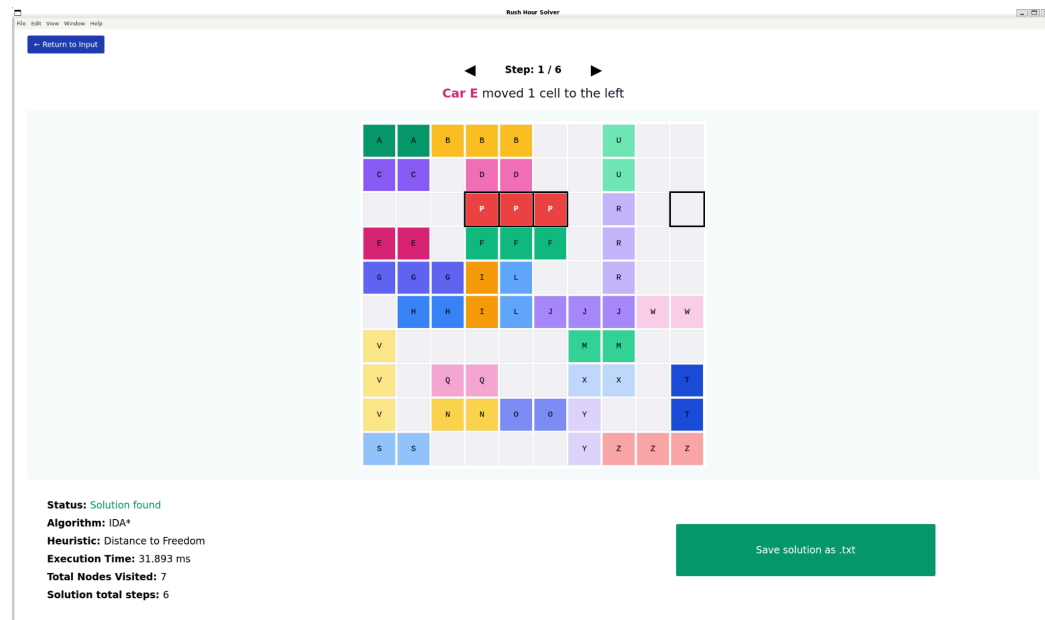 Rush Hour Solver
File Edit View Window Help
← Return to Input
◀ Step: 1 / 6 ▶
Car E moved 1 cell to the left
A A B B B U
C C D D U
P P P R
E E F F F R
G G G I L R
H H I L J J J W W
V M M
V Q Q X X T
V N N O O Y T
S S Y Z Z Z
Status: Solution found
Algorithm: IDA*
Heuristic: Distance to Freedom
Execution Time: 31.893 ms
Total Nodes Visited: 7
Solution total steps: 6
Save solution as .txt